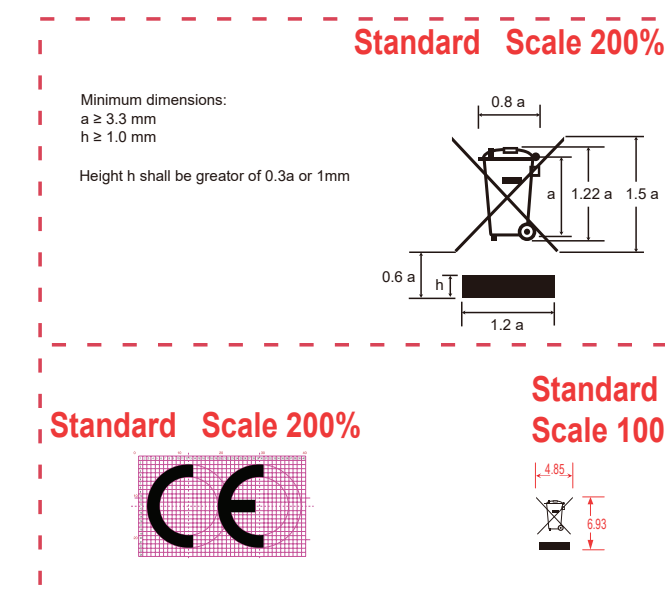 Standard Scale 200%
Minimum dimensions:
a ≥ 3.3 mm
h ≥ 1.0 mm
Height h shall be greator of 0.3a or 1mm
0.8 a
a
1.22 a
1.5 a
0.6 a
h
1.2 a
Standard Scale 200%
Standard
Scale 100
4.85
6.93